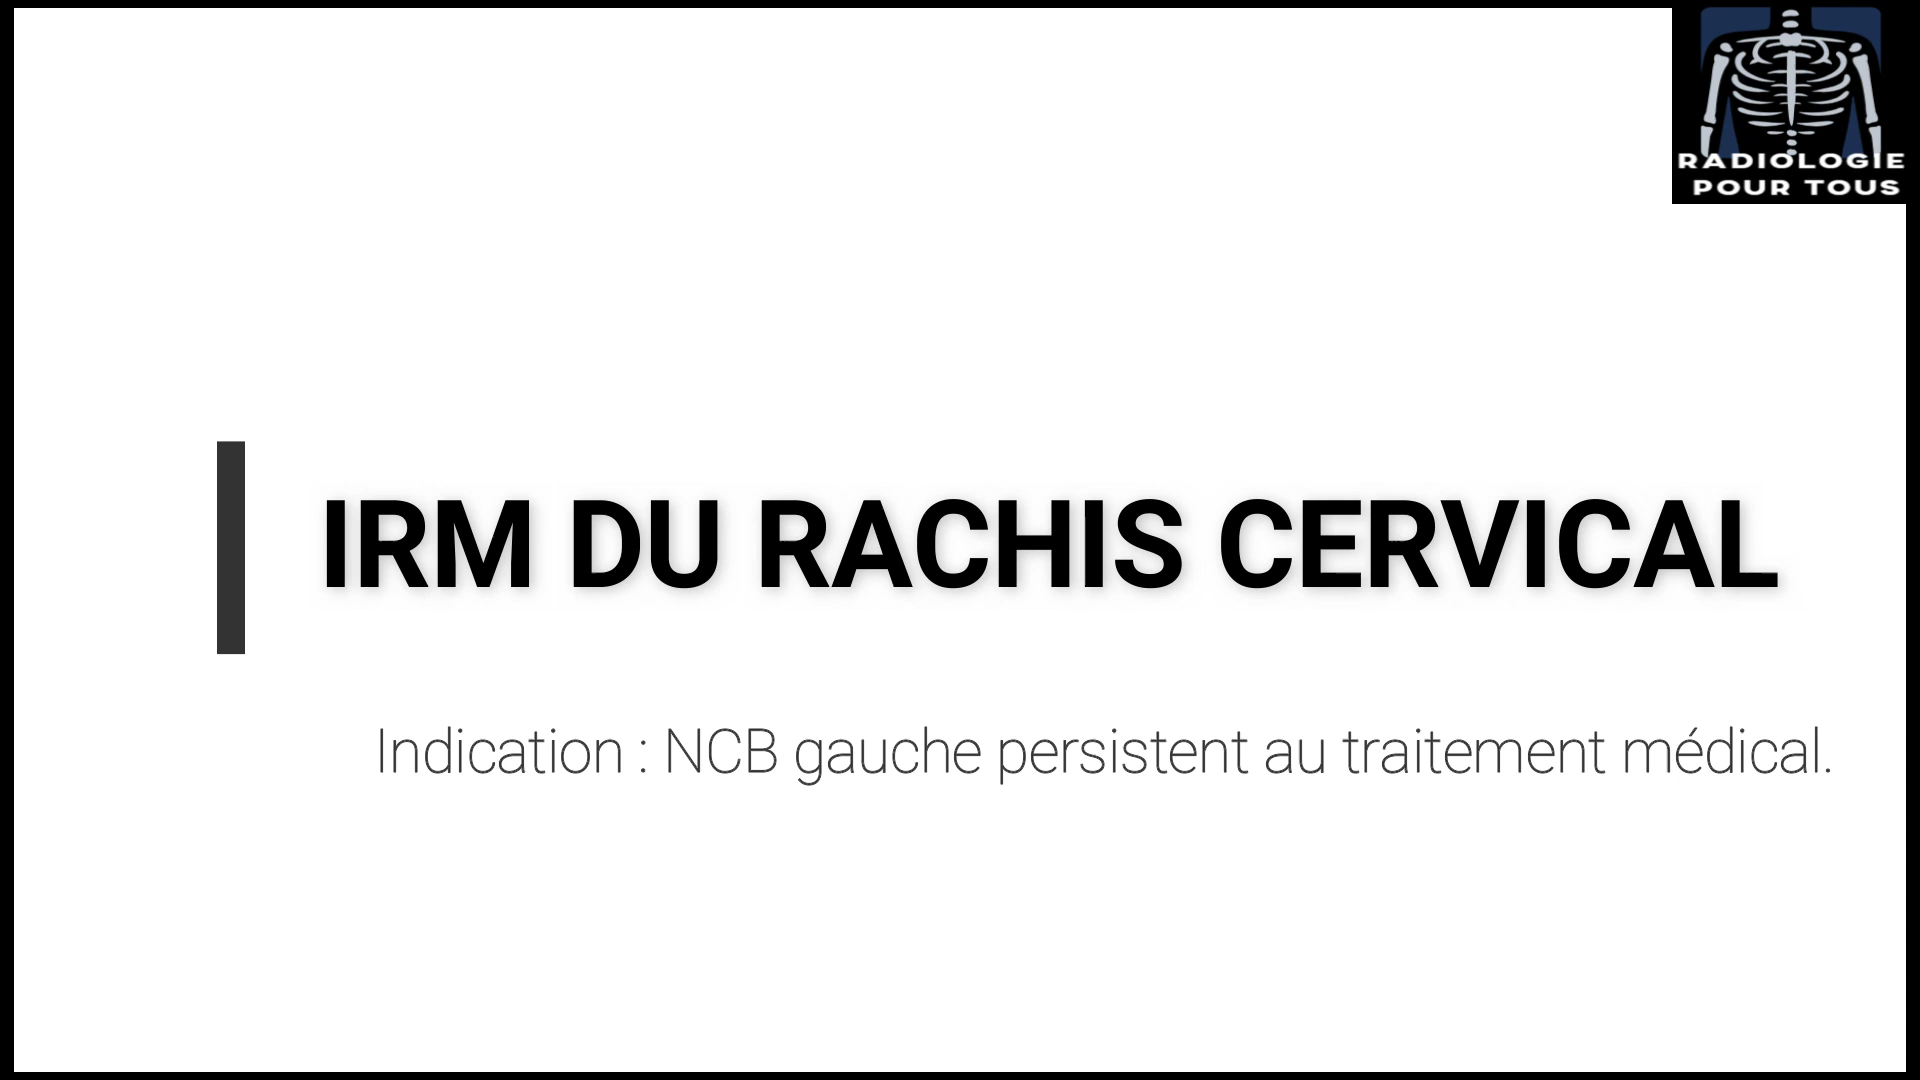 RADIOLOGIE
POUR TOUS
IRM DU RACHIS CERVICAL
Indication : NCB gauche persistent au traitement médical.